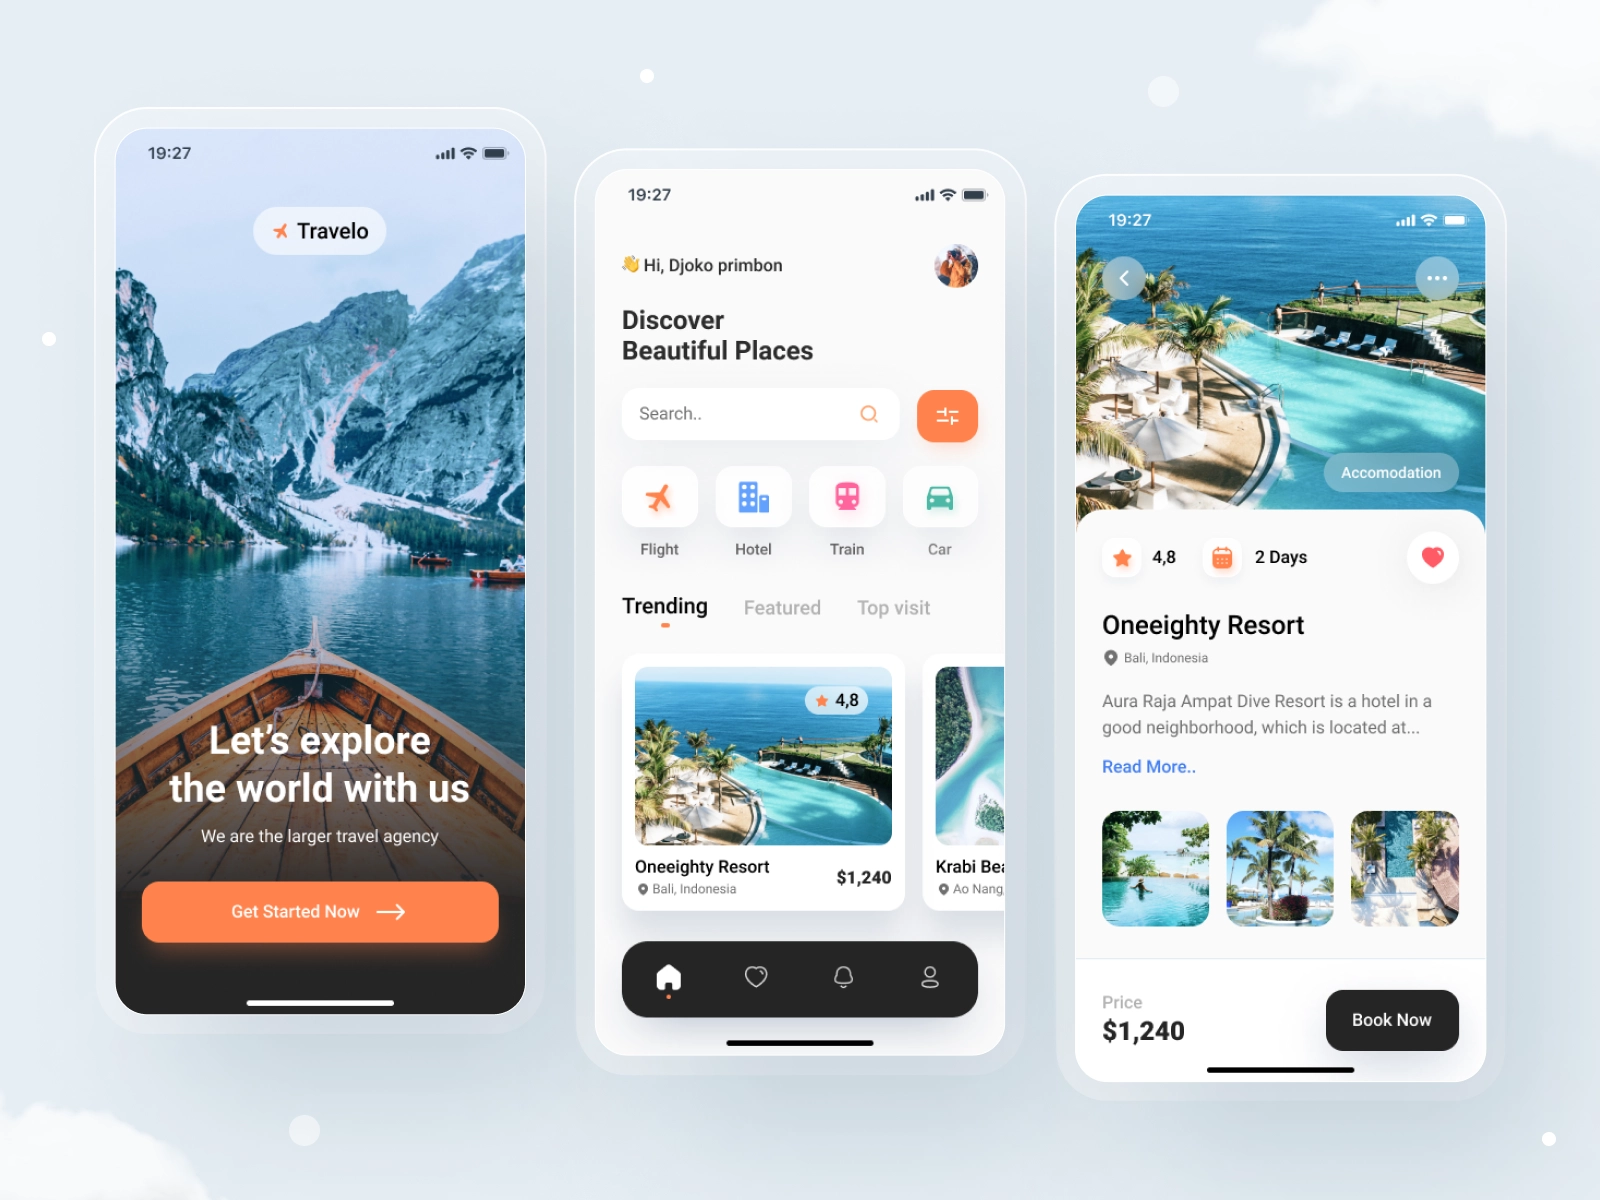 19:27
Travelo
Let's explore
the world with us
We are the larger travel agency
Get Started Now
19:27
Hi, Djoko primbon
Discover
Beautiful Places
Search..
Flight Hotel Train Car
Trending Featured Top visit
4,8
Oneeighty Resort
Bali, Indonesia
$1,240
Krabi Bea
Ao Nang,
19:27
Accomodation
4,8
2 Days
Oneeighty Resort
Bali, Indonesia
Aura Raja Ampat Dive Resort is a hotel in a
good neighborhood, which is located at...
Read More..
Price
$1,240
Book Now